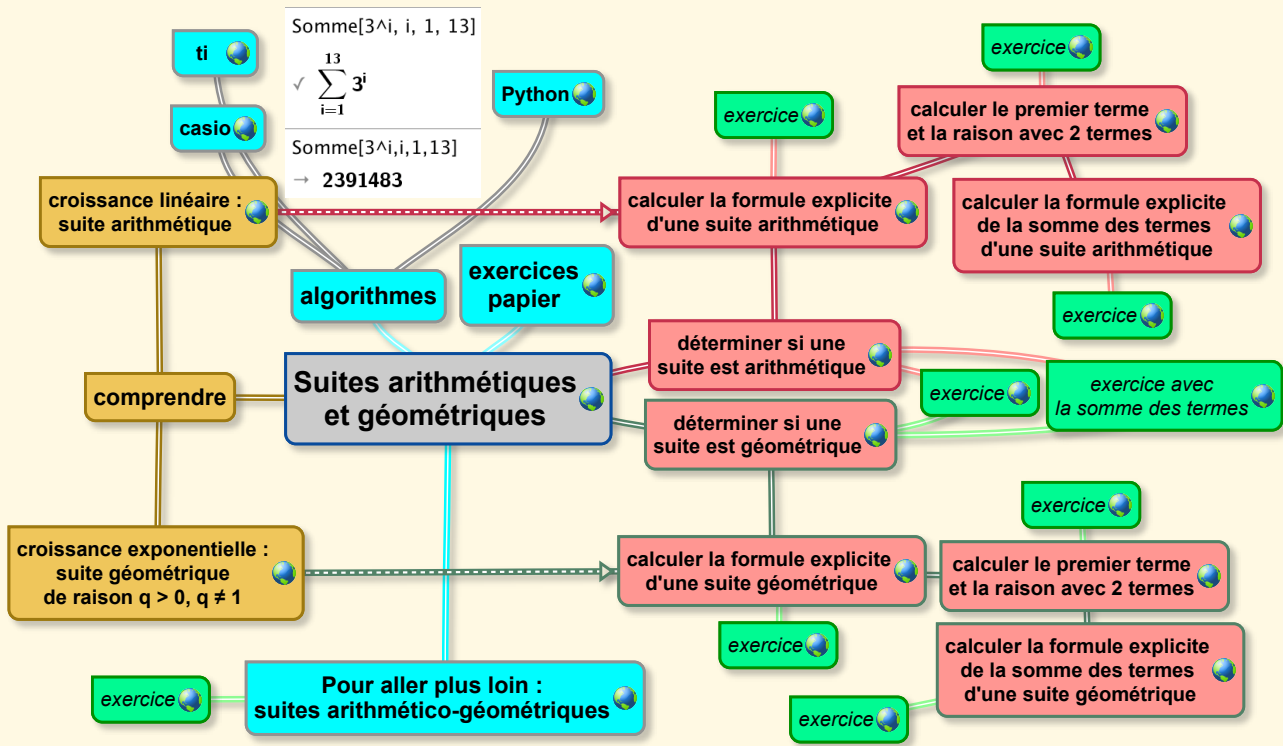 ti
casio
Somme[3^i, i, 1, 13]
✓ 13
∑ 3^i
i=1
Somme[3^i,i,1,13]
→ 2391483
Python
croissance linéaire :
suite arithmétique
algorithmes
exercices
papier
comprendre
Suites arithmétiques
et géométriques
croissance exponentielle :
suite géométrique
de raison q > 0, q ≠ 1
exercice
Pour aller plus loin :
suites arithmético-géométriques
exercice
calculer la formule explicite
d'une suite arithmétique
exercice
calculer le premier terme
et la raison avec 2 termes
calculer la formule explicite
de la somme des termes
d'une suite arithmétique
exercice
déterminer si une
suite est arithmétique
exercice
exercice avec
la somme des termes
déterminer si une
suite est géométrique
calculer la formule explicite
d'une suite géométrique
exercice
exercice
calculer le premier terme
et la raison avec 2 termes
calculer la formule explicite
de la somme des termes
d'une suite géométrique
exercice